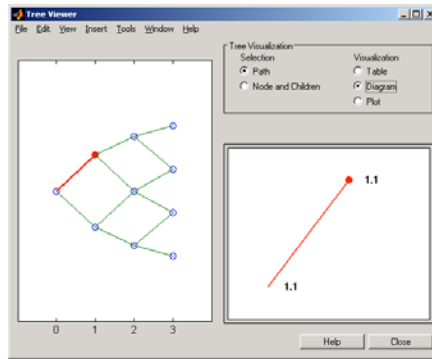 Tree Viewer
File Edit View Insert Tools Window Help
Tree Visualization
Selection
Path
Node and Children
Visualization
Table
Diagram
Plot
1.1
1.1
0 1 2 3
Help Close